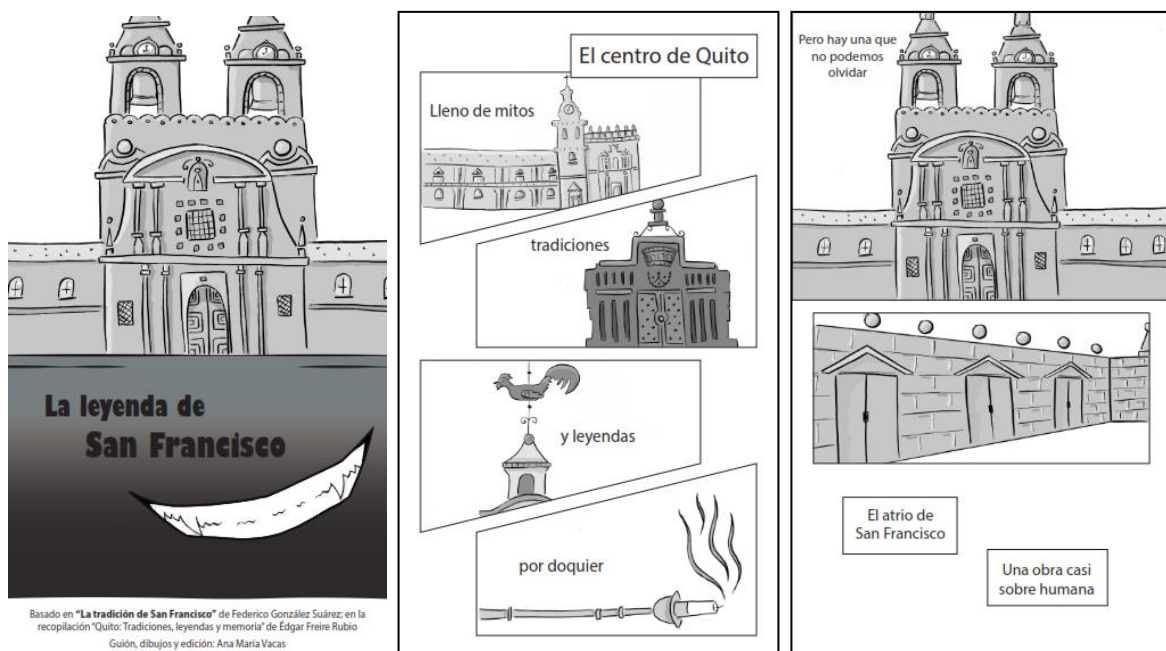 La leyenda de
San Francisco
Basado en "La tradición de San Francisco" de Federico González Suárez; en la
recopilación "Quito: Tradiciones, leyendas y memoria" de Édgar Freire Rubio
Guión, dibujos y edición: Ana María Vacas
El centro de Quito
Lleno de mitos
tradiciones
y leyendas
por doquier
Pero hay una que
no podemos
olvidar
El atrio de
San Francisco
Una obra casi
sobre humana